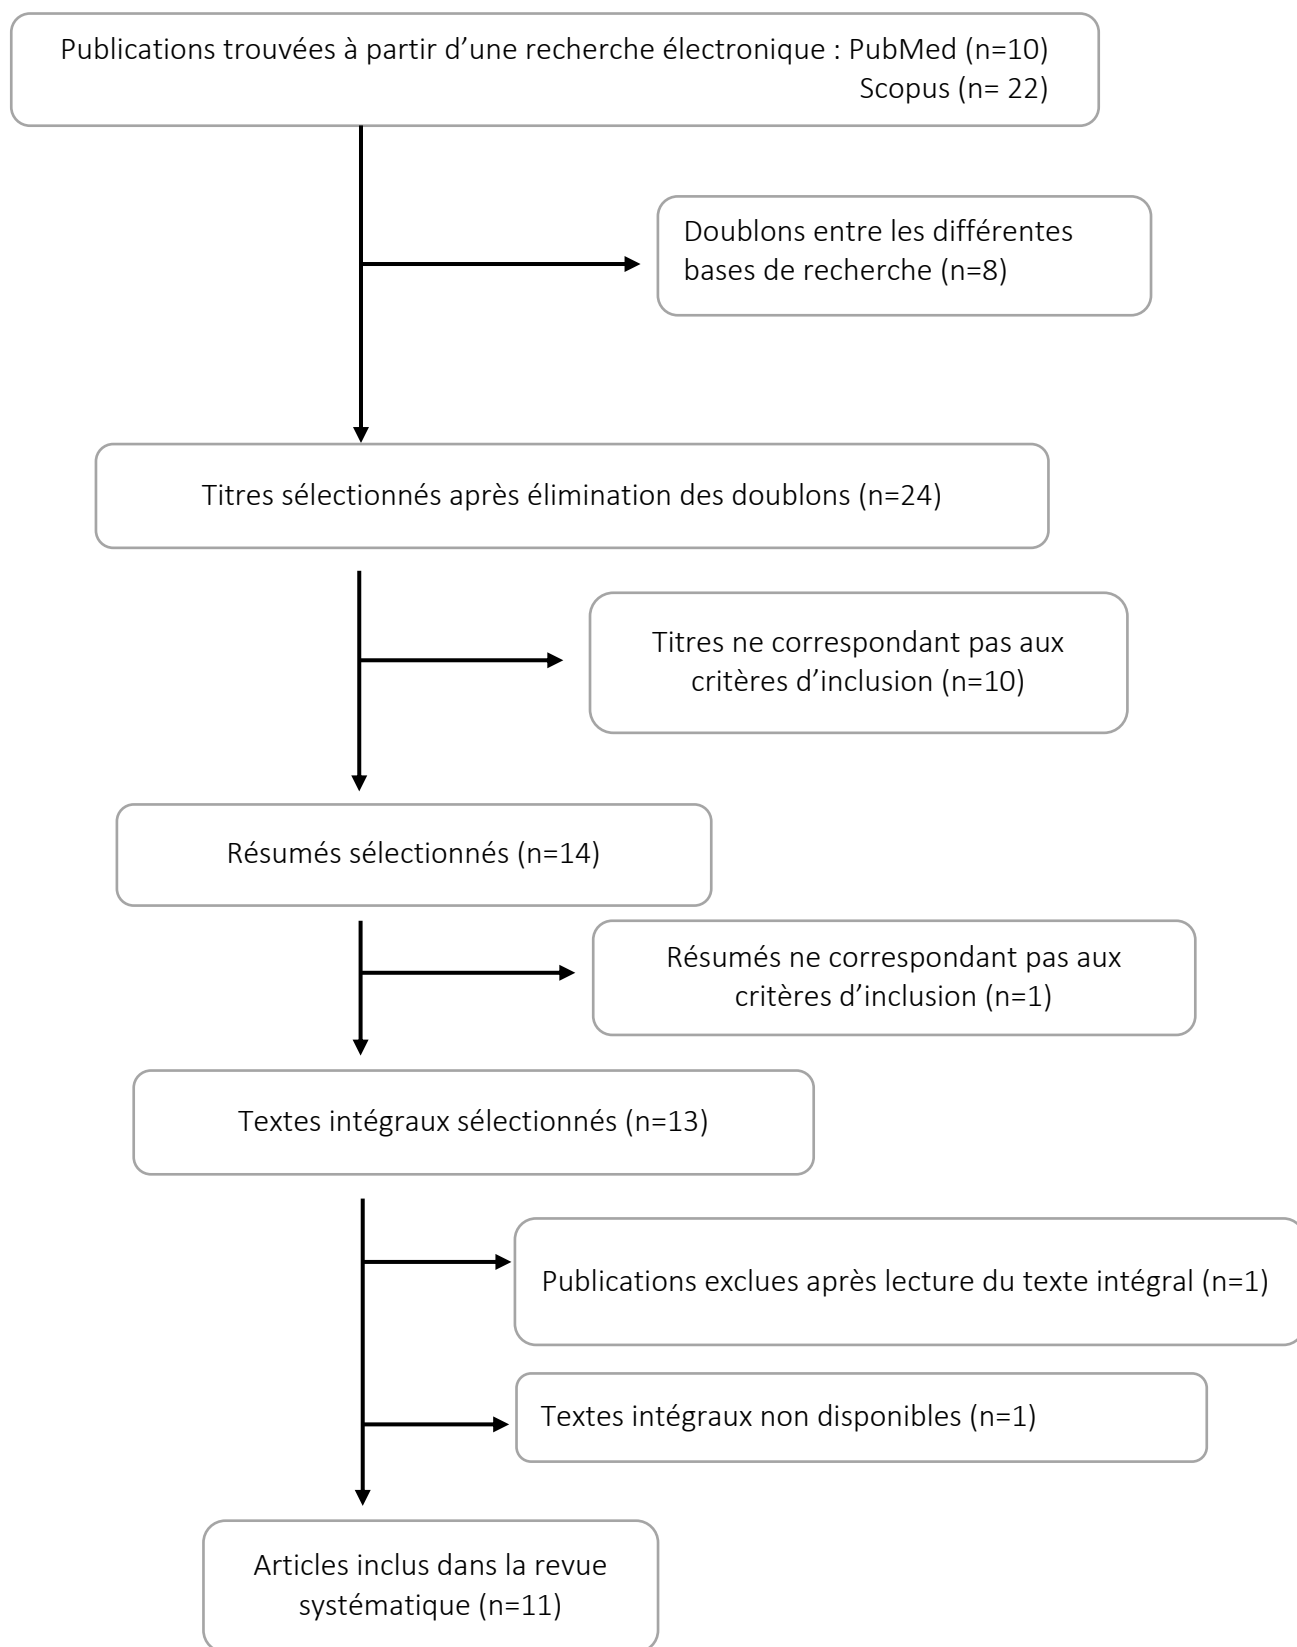 Publications trouvées à partir d’une recherche électronique : PubMed (n=10)
Scopus (n= 22)
Doublons entre les différentes
bases de recherche (n=8)
Titres sélectionnés après élimination des doublons (n=24)
Titres ne correspondant pas aux
critères d’inclusion (n=10)
Résumés sélectionnés (n=14)
Résumés ne correspondant pas aux
critères d’inclusion (n=1)
Textes intégraux sélectionnés (n=13)
Publications exclues après lecture du texte intégral (n=1)
Textes intégraux non disponibles (n=1)
Articles inclus dans la revue
systématique (n=11)